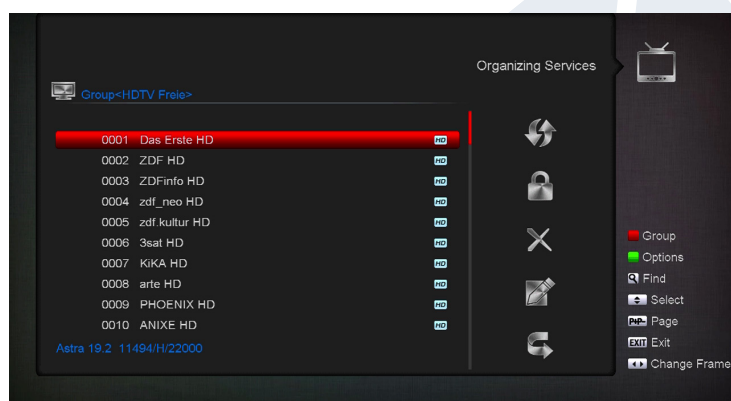 Organizing Services
Group<HDTV Freie>
0001 Das Erste HD HD
0002 ZDF HD HD
0003 ZDFinfo HD HD
0004 zdf_neo HD HD
0005 zdf.kultur HD HD
0006 3sat HD HD
0007 KiKA HD HD
0008 arte HD HD
0009 PHOENIX HD HD
0010 ANIXE HD HD
Astra 19.2 11494/H/22000
Group
Options
Find
Select
P+P- Page
EXIT Exit
Change Frame